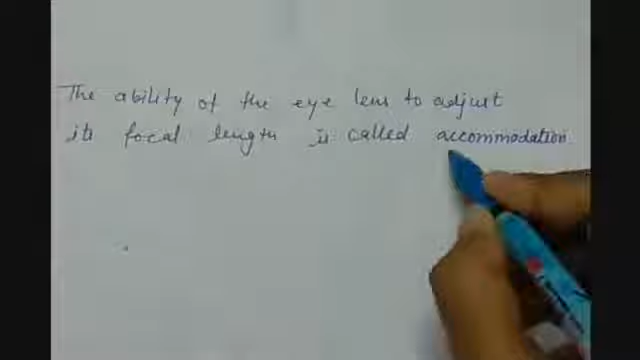 The ability of the eye lens to adjust
its focal length is called accommodation.